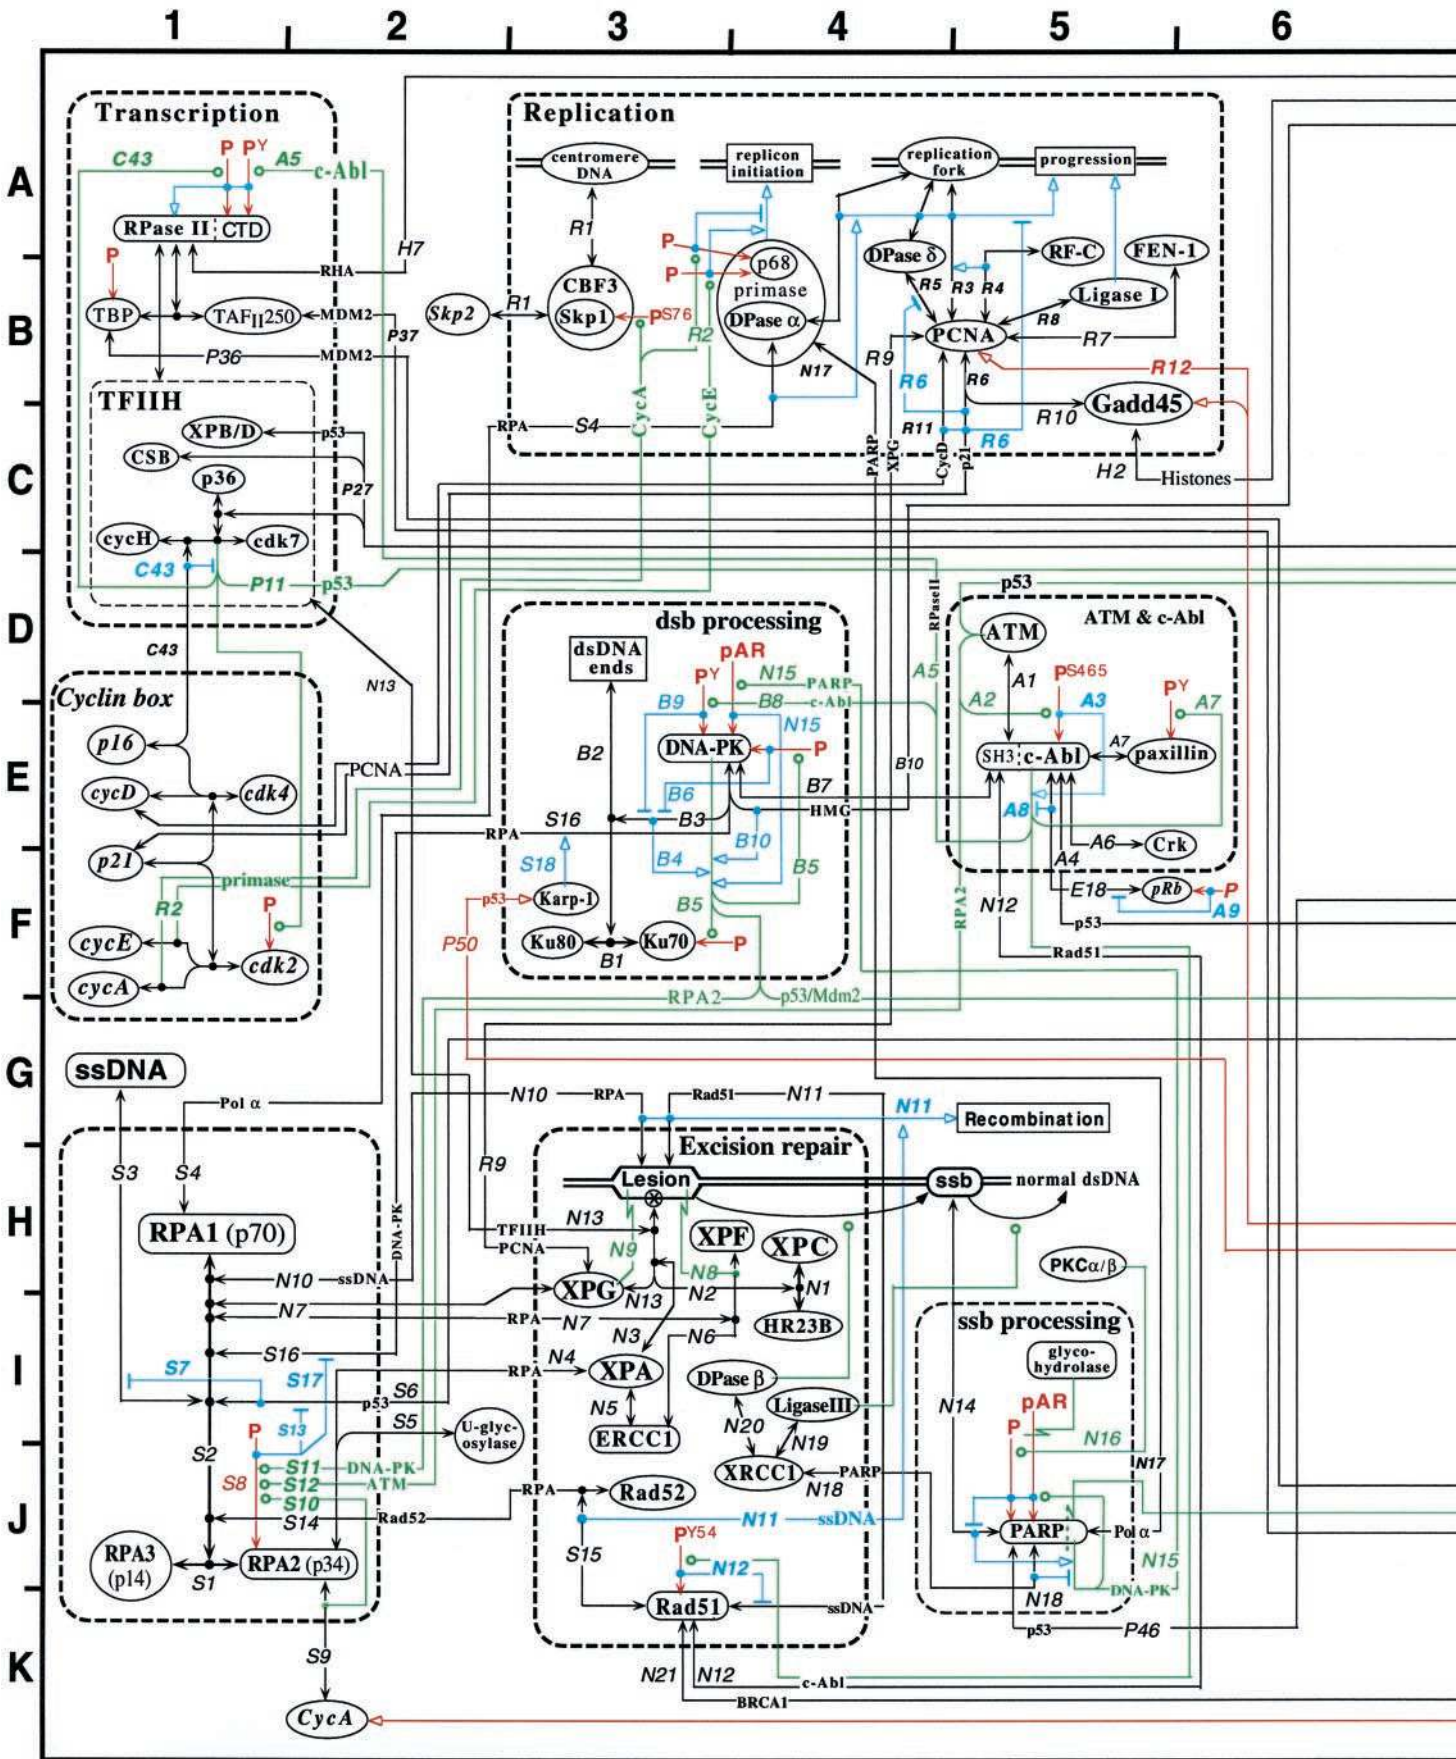 1 2 3 4 5 6
A
B
C
D
E
F
G
H
I
J
K
Transcription
C43
P
PY
A5
c-Abl
RPase II CTD
H7
RHA
P
TBP
TAFII250
MDM2
P37
P36
MDM2
TFIIH
XPB/D
p53
CSB
p36
P27
cycH
cdk7
C43
P11
p53
C43
N13
Replication
centromere
DNA
replicon
initiation
replication
fork
progression
R1
P
P
p68
primase
DPase α
DPase δ
RF-C
FEN-1
R5
R3
R4
Ligase I
R8
Skp2
R1
CBF3
Skp1
PS76
R2
PCNA
R7
N17
R9
R6
R6
R12
CycA
CycE
Gadd45
R10
RPA
S4
R11
R6
PARP
XPG
CycD
p21
H2
Histones
Cyclin box
p16
cycD
cdk4
PCNA
p21
primase
R2
P
cycE
cdk2
cycA
dsb processing
dsDNA
ends
pAR
PY
N15
PARP
B9
B8
c-Abl
N15
B2
DNA-PK
P
B6
B7
HMG
B10
RPA
S16
B3
B10
S18
B4
B5
p53
Karp-1
B5
P50
Ku80
Ku70
P
B1
RPA2
p53/Mdm2
RPaseII
A5
p53
ATM & c-Abl
ATM
A1
PS465
PY
A2
A3
A7
SH3 c-Abl
A7
paxillin
A8
A6
Crk
A4
RPA2
N12
E18
pRb
P
A9
p53
Rad51
ssDNA
Pol α
S3
S4
RPA1 (p70)
DNA-PK
R9
N10
ssDNA
N7
S16
S7
S17
S6
p53
S13
S5
U-glyc-
osylase
P
S2
S11
DNA-PK
S8
S12
ATM
S10
S14
Rad52
RPA3
(p14)
S1
RPA2 (p34)
S9
CycA
N10
RPA
Rad51
N11
N11
Recombination
Excision repair
Lesion
ssb
normal dsDNA
TFIIH
N13
PCNA
N9
XPF
XPC
N8
XPG
N13
N2
N1
RPA
N7
HR23B
N3
N6
RPA
N4
XPA
DPase β
N5
LigaseIII
ERCC1
N20
N19
XRCC1
PARP
N18
RPA
Rad52
N11
ssDNA
PY54
S15
N12
Rad51
ssDNA
N21
N12
c-Abl
BRCA1
PKCα/β
ssb processing
glyco-
hydrolase
N14
pAR
P
N16
N17
PARP
Pol α
N15
N18
DNA-PK
p53
P46